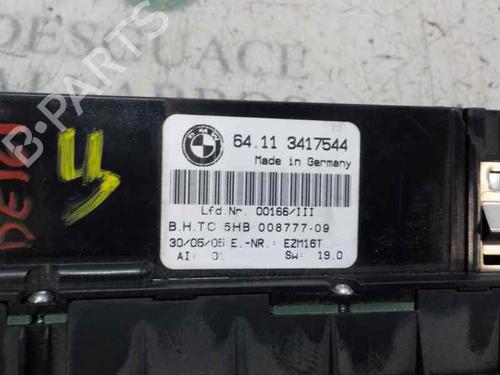 B-PARTS
DESGUACE
BMW
64.11 3417544
Made in Germany
Lfd.Nr. 00166/III
B.H.TC 5HB 008777-09
30/05/05 E.-NR.: EZM16T
AI: 01 SW: 19.0